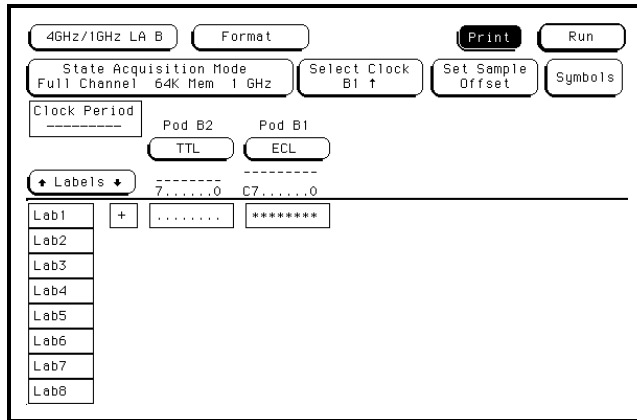 4GHz/1GHz LA B Format Print Run
State Acquisition Mode
Full Channel 64K Mem 1 GHz
Select Clock
B1 ↑
Set Sample
Offset
Symbols
Clock Period
---------
Pod B2 Pod B1
TTL ECL
-------- ---------
↑ Labels ↓ 7......0 C7......0
Lab1 + ........ ********
Lab2
Lab3
Lab4
Lab5
Lab6
Lab7
Lab8